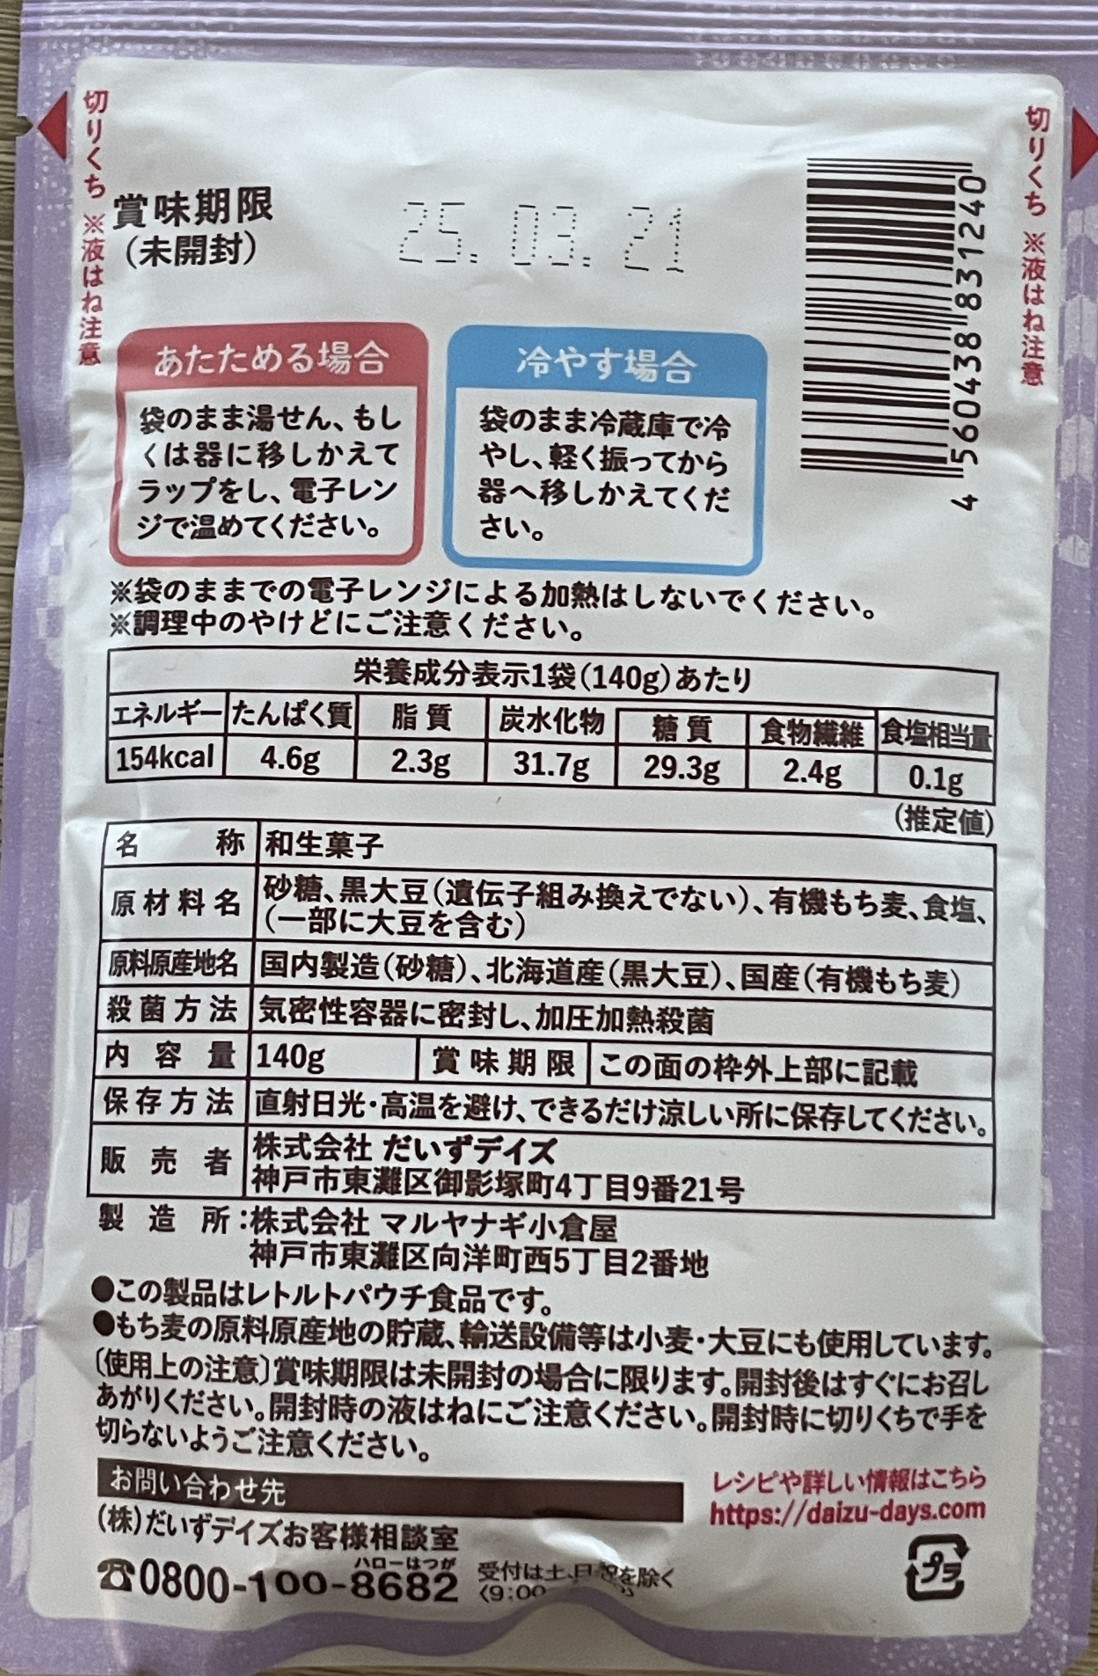 切りくち ※液はね注意
切りくち ※液はね注意
賞味期限
(未開封)
25.03.21
4 560438 831240
あたためる場合
袋のまま湯せん、もし
くは器に移しかえて
ラップをし、電子レン
ジで温めてください。
冷やす場合
袋のまま冷蔵庫で冷
やし、軽く振ってから
器へ移しかえてくだ
さい。
※袋のままでの電子レンジによる加熱はしないでください。
※調理中のやけどにご注意ください。
栄養成分表示1袋(140g)あたり
エネルギー たんぱく質 脂質 炭水化物 糖質 食物繊維 食塩相当量
154kcal 4.6g 2.3g 31.7g 29.3g 2.4g 0.1g
(推定値)
名称 和生菓子
原材料名 砂糖、黒大豆(遺伝子組み換えでない)、有機もち麦、食塩、
(一部に大豆を含む)
原料原産地名 国内製造(砂糖)、北海道産(黒大豆)、国産(有機もち麦)
殺菌方法 気密性容器に密封し、加圧加熱殺菌
内容量 140g 賞味期限 この面の枠外上部に記載
保存方法 直射日光・高温を避け、できるだけ涼しい所に保存してください。
販売者 株式会社 だいずデイズ
神戸市東灘区御影塚町4丁目9番21号
製造所:株式会社 マルヤナギ小倉屋
神戸市東灘区向洋町西5丁目2番地
●この製品はレトルトパウチ食品です。
●もち麦の原料原産地の貯蔵、輸送設備等は小麦・大豆にも使用しています。
〔使用上の注意〕賞味期限は未開封の場合に限ります。開封後はすぐにお召し
あがりください。開封時の液はねにご注意ください。開封時に切りくちで手を
切らないようご注意ください。
お問い合わせ先
(株)だいずデイズお客様相談室
ハローはつが
☎0800-100-8682
受付は土・日・祝を除く
(9:00
レシピや詳しい情報はこちら
https://daizu-days.com
プラ